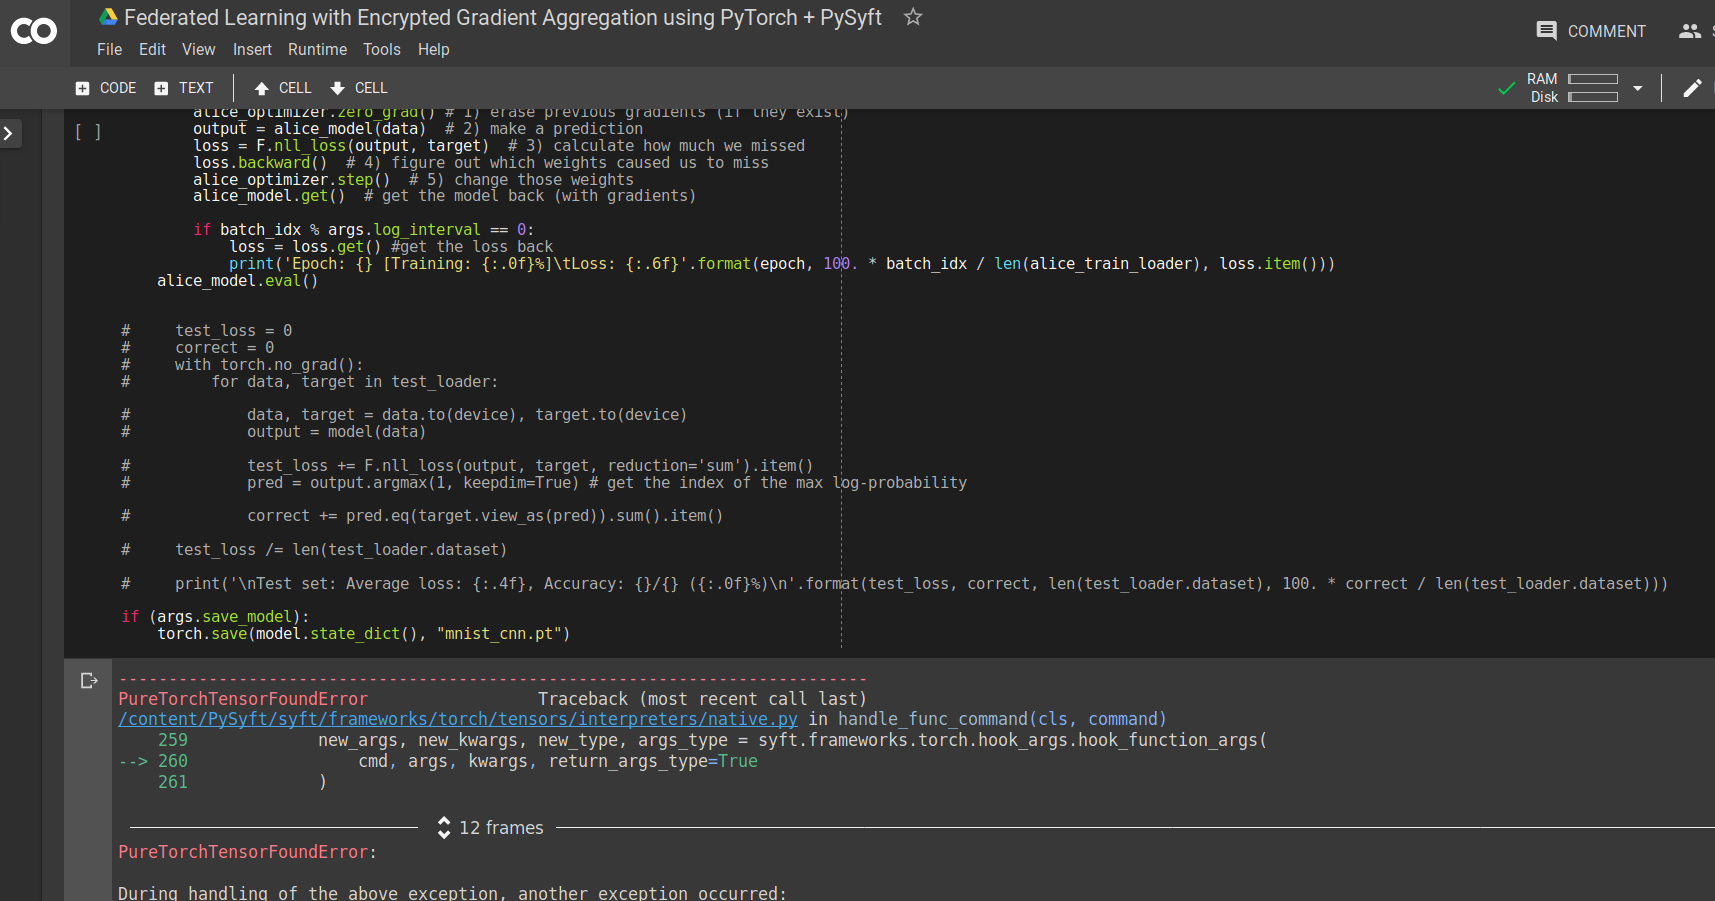 Federated Learning with Encrypted Gradient Aggregation using PyTorch + PySyft
File Edit View Insert Runtime Tools Help
COMMENT
CODE TEXT CELL CELL
RAM
Disk
alice_optimizer.zero_grad() # 1) erase previous gradients (if they exist)
[ ] output = alice_model(data)  # 2) make a prediction
loss = F.nll_loss(output, target)  # 3) calculate how much we missed
loss.backward()  # 4) figure out which weights caused us to miss
alice_optimizer.step()  # 5) change those weights
alice_model.get()  # get the model back (with gradients)
if batch_idx % args.log_interval == 0:
loss = loss.get() #get the loss back
print('Epoch: {} [Training: {:.0f}%]\tLoss: {:.6f}'.format(epoch, 100. * batch_idx / len(alice_train_loader), loss.item()))
alice_model.eval()
#     test_loss = 0
#     correct = 0
#     with torch.no_grad():
#         for data, target in test_loader:
#             data, target = data.to(device), target.to(device)
#             output = model(data)
#             test_loss += F.nll_loss(output, target, reduction='sum').item()
#             pred = output.argmax(1, keepdim=True) # get the index of the max log-probability
#             correct += pred.eq(target.view_as(pred)).sum().item()
#     test_loss /= len(test_loader.dataset)
#     print('\nTest set: Average loss: {:.4f}, Accuracy: {}/{} ({:.0f}%)\n'.format(test_loss, correct, len(test_loader.dataset), 100. * correct / len(test_loader.dataset)))
if (args.save_model):
torch.save(model.state_dict(), "mnist_cnn.pt")
---------------------------------------------------------------------------
PureTorchTensorFoundError                 Traceback (most recent call last)
/content/PySyft/syft/frameworks/torch/tensors/interpreters/native.py in handle_func_command(cls, command)
259             new_args, new_kwargs, new_type, args_type = syft.frameworks.torch.hook_args.hook_function_args(
--> 260                 cmd, args, kwargs, return_args_type=True
261             )
12 frames
PureTorchTensorFoundError:
During handling of the above exception, another exception occurred: